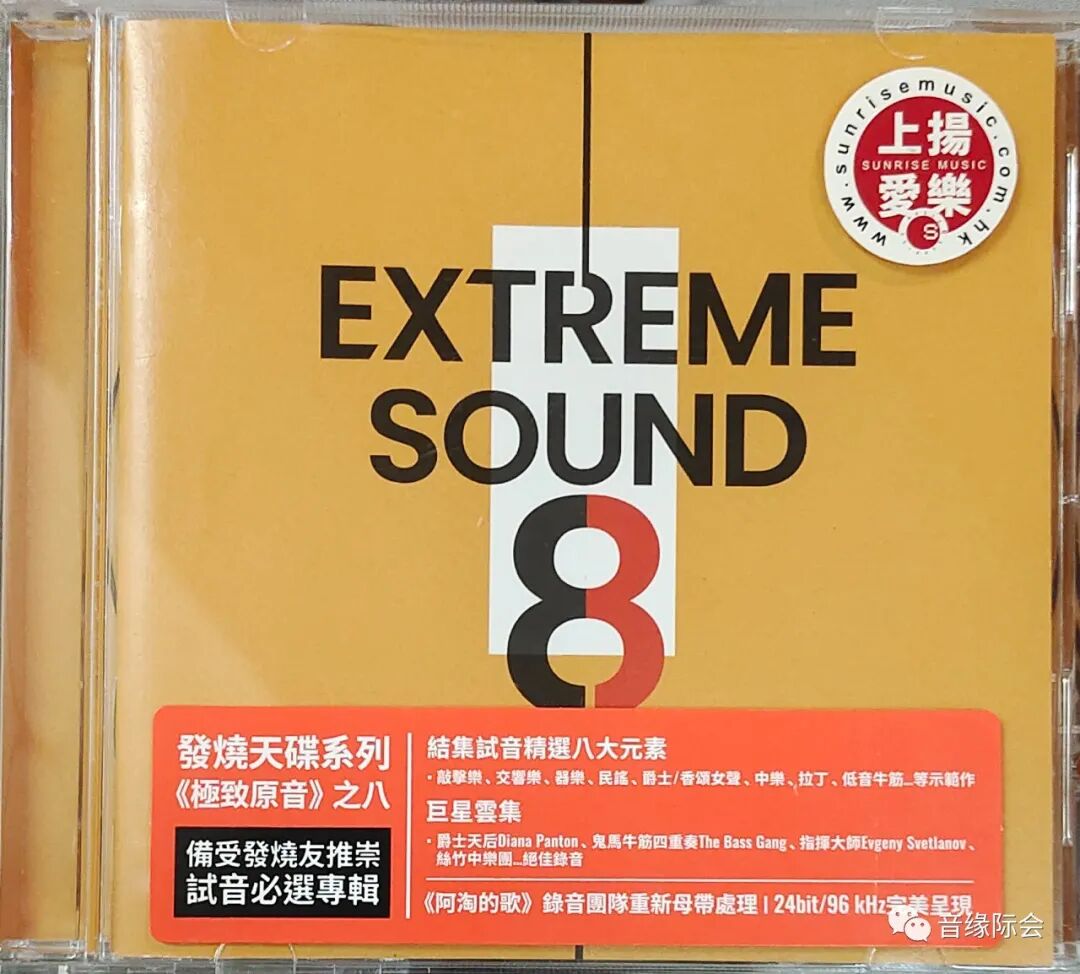 www.sunrisemusic.com.hk
上揚
SUNRISE MUSIC
愛樂
S
EXTREME
SOUND
8
發燒天碟系列
《極致原音》之八
備受發燒友推崇
試音必選專輯
結集試音精選八大元素
·敲擊樂、交響樂、器樂、民謠、爵士/香頌女聲、中樂、拉丁、低音牛筋...等示範作
巨星雲集
·爵士天后Diana Panton、鬼馬牛筋四重奏The Bass Gang、指揮大師Evgeny Svetlanov、
絲竹中樂團...絕佳錄音
《阿淘的歌》錄音團隊重新母帶處理 | 24bit/96 kHz完美呈現
音缘际会